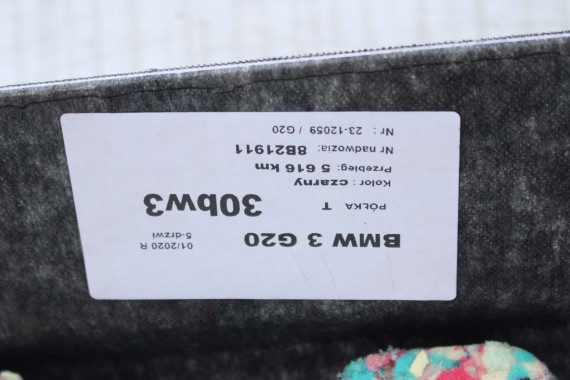 BMW 3 G20
01/2020 R
5-drzwi
PÓŁKA T 30bw3
Kolor: czarny
Przebieg: 5 616 km
Nr nadwozia: 8B21911
Nr: 23-12059 / G20